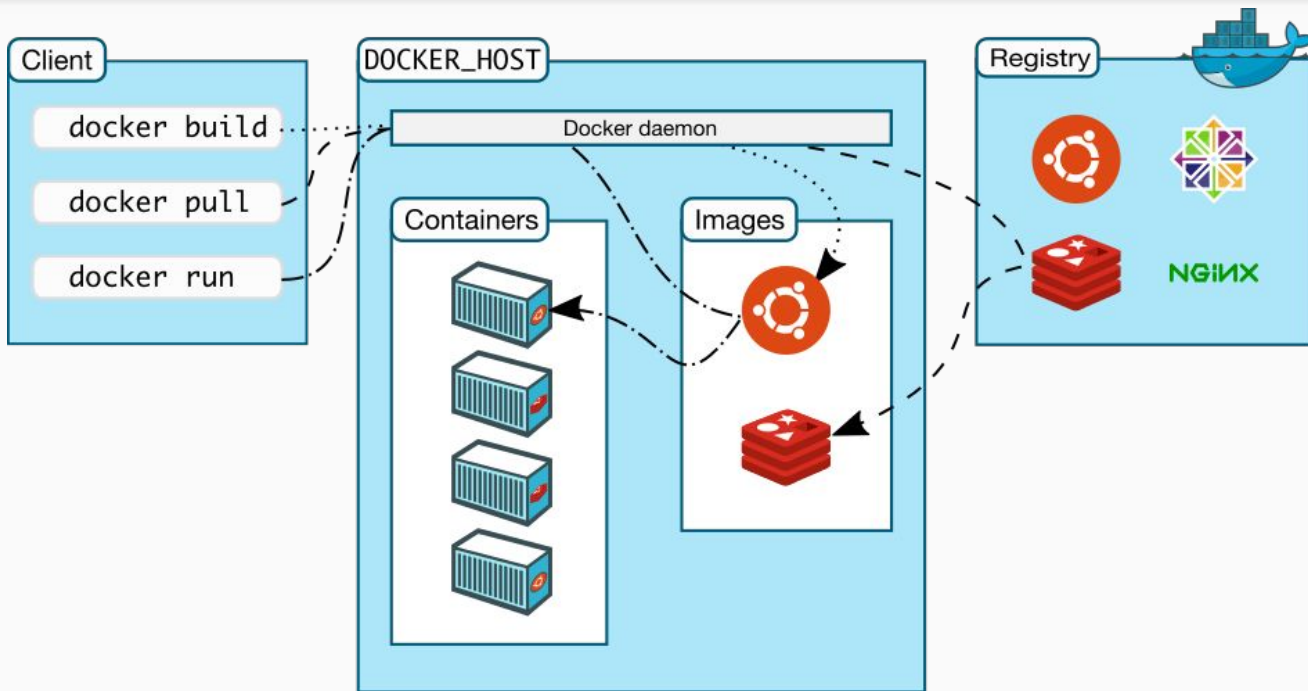 Client
docker build
docker pull
docker run
DOCKER_HOST
Docker daemon
Containers
Images
Registry
NGINX